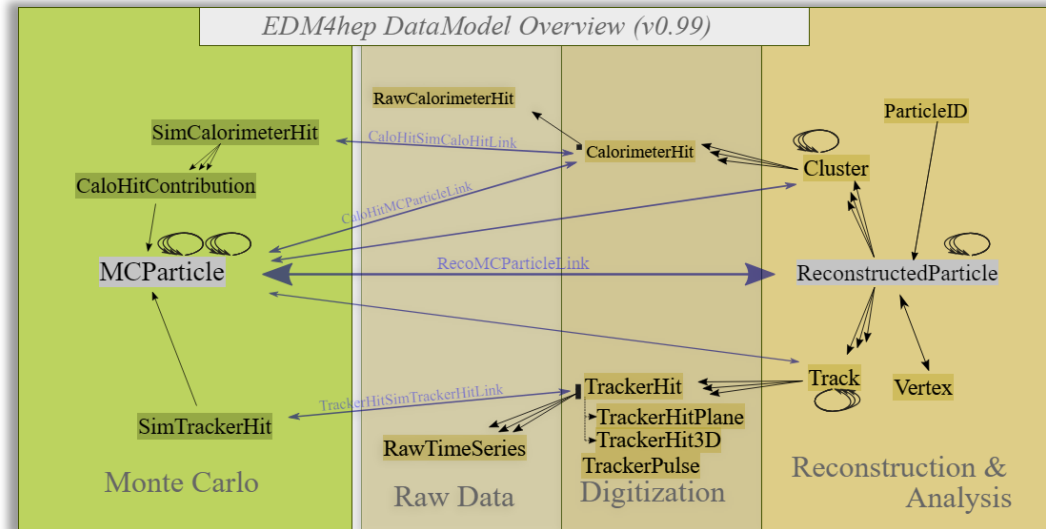 EDM4hep DataModel Overview (v0.99)
RawCalorimeterHit
ParticleID
SimCalorimeterHit
CaloHitSimCaloHitLink
CalorimeterHit
Cluster
CaloHitContribution
CaloHitMCParticleLink
MCParticle
RecoMCParticleLink
ReconstructedParticle
Track
TrackerHit
Vertex
TrackerHitSimTrackerHitLink
TrackerHitPlane
SimTrackerHit
RawTimeSeries
TrackerHit3D
TrackerPulse
Monte Carlo
Raw Data
Digitization
Reconstruction &
Analysis